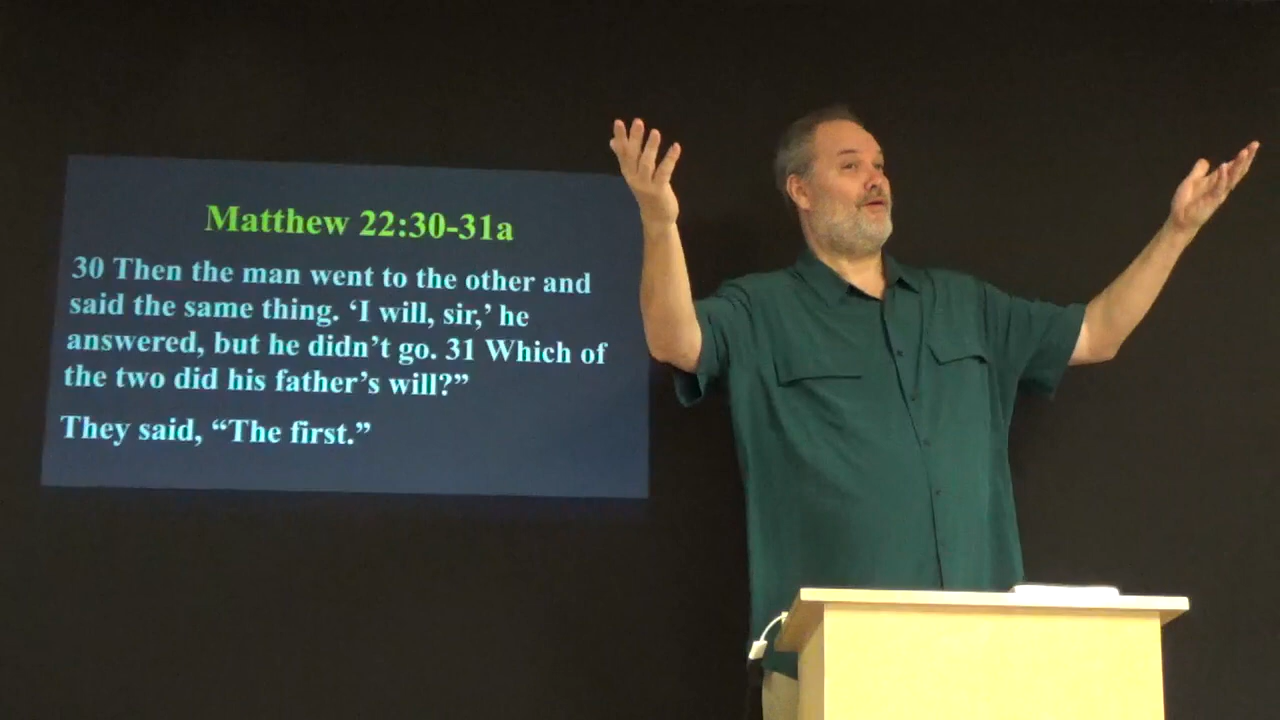 Matthew 22:30-31a
30 Then the man went to the other and
said the same thing. ‘I will, sir,’ he
answered, but he didn’t go. 31 Which of
the two did his father’s will?”
They said, “The first.”